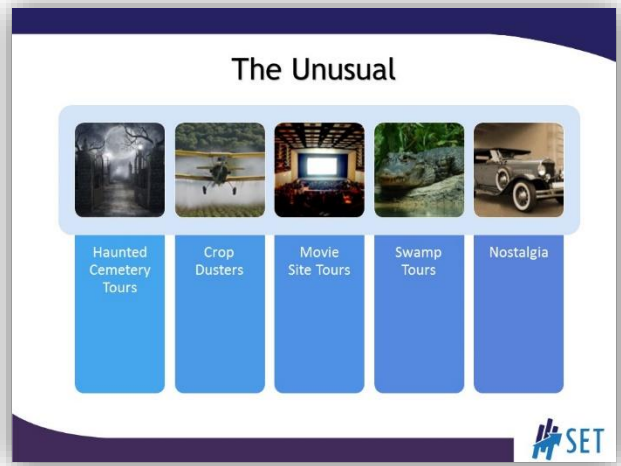 The Unusual
Haunted
Cemetery
Tours
Crop
Dusters
Movie
Site Tours
Swamp
Tours
Nostalgia
SET